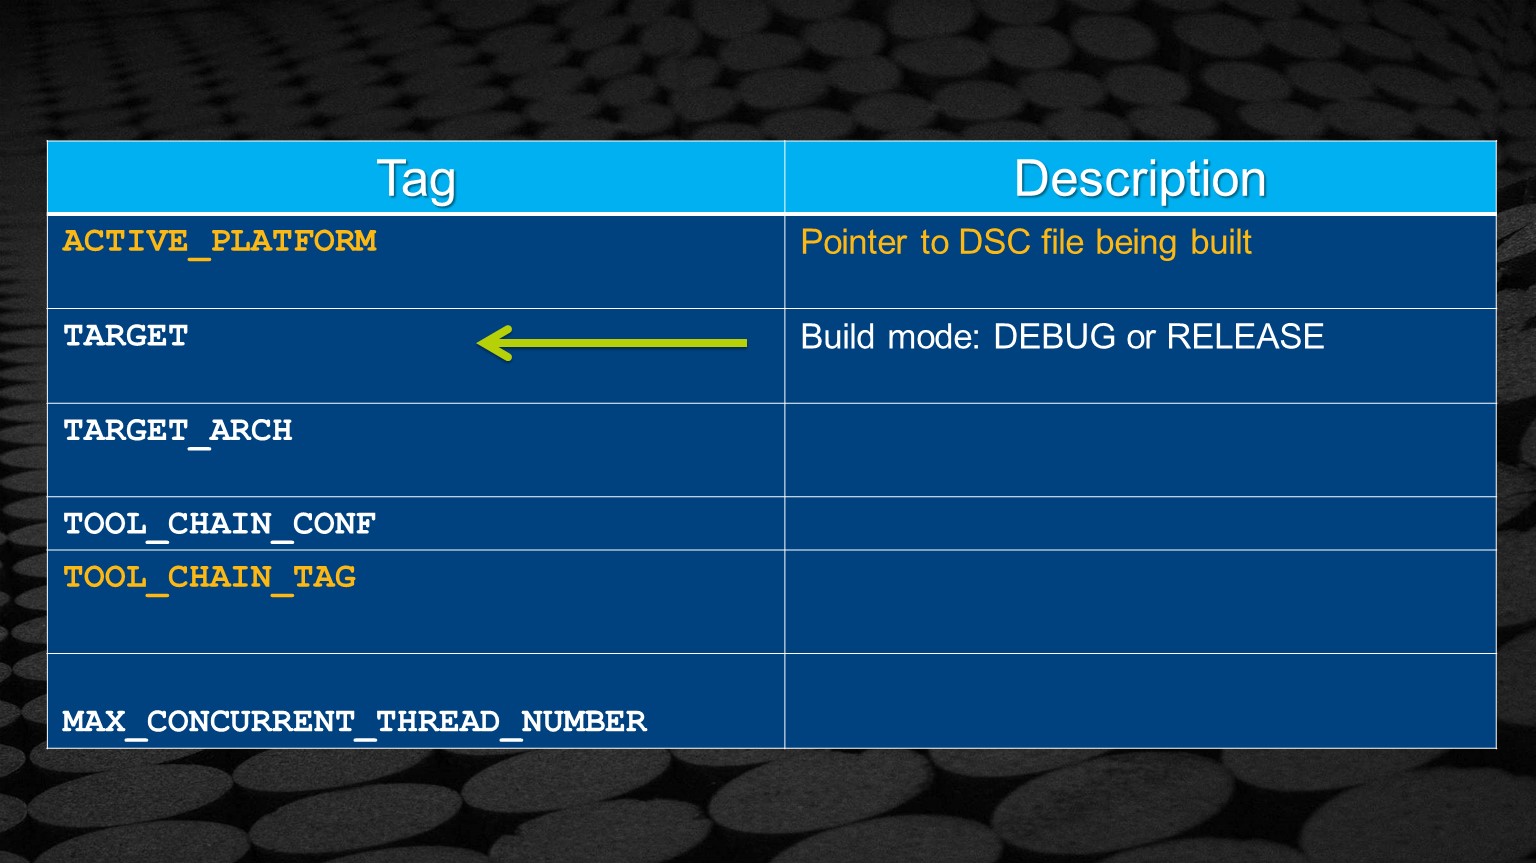 Tag Description
ACTIVE_PLATFORM Pointer to DSC file being built
TARGET Build mode: DEBUG or RELEASE
TARGET_ARCH
TOOL_CHAIN_CONF
TOOL_CHAIN_TAG
MAX_CONCURRENT_THREAD_NUMBER